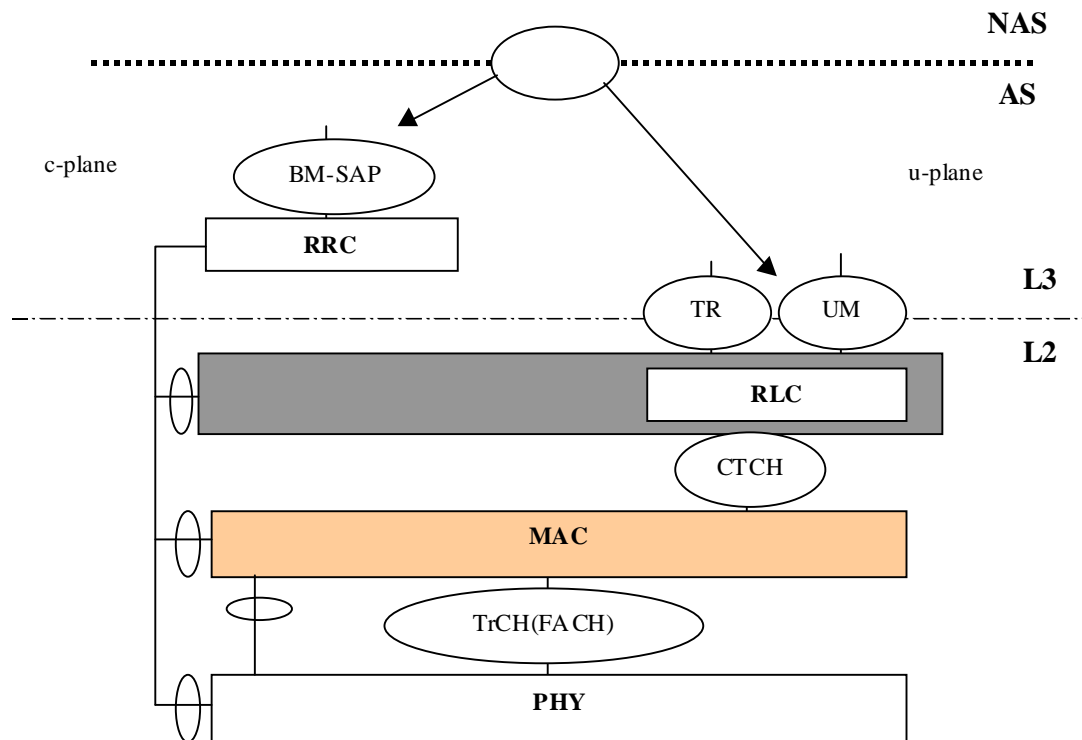 NAS
AS
c-plane
BM-SAP
u-plane
RRC
L3
TR
UM
L2
RLC
CTCH
MAC
TrCH(FACH)
PHY